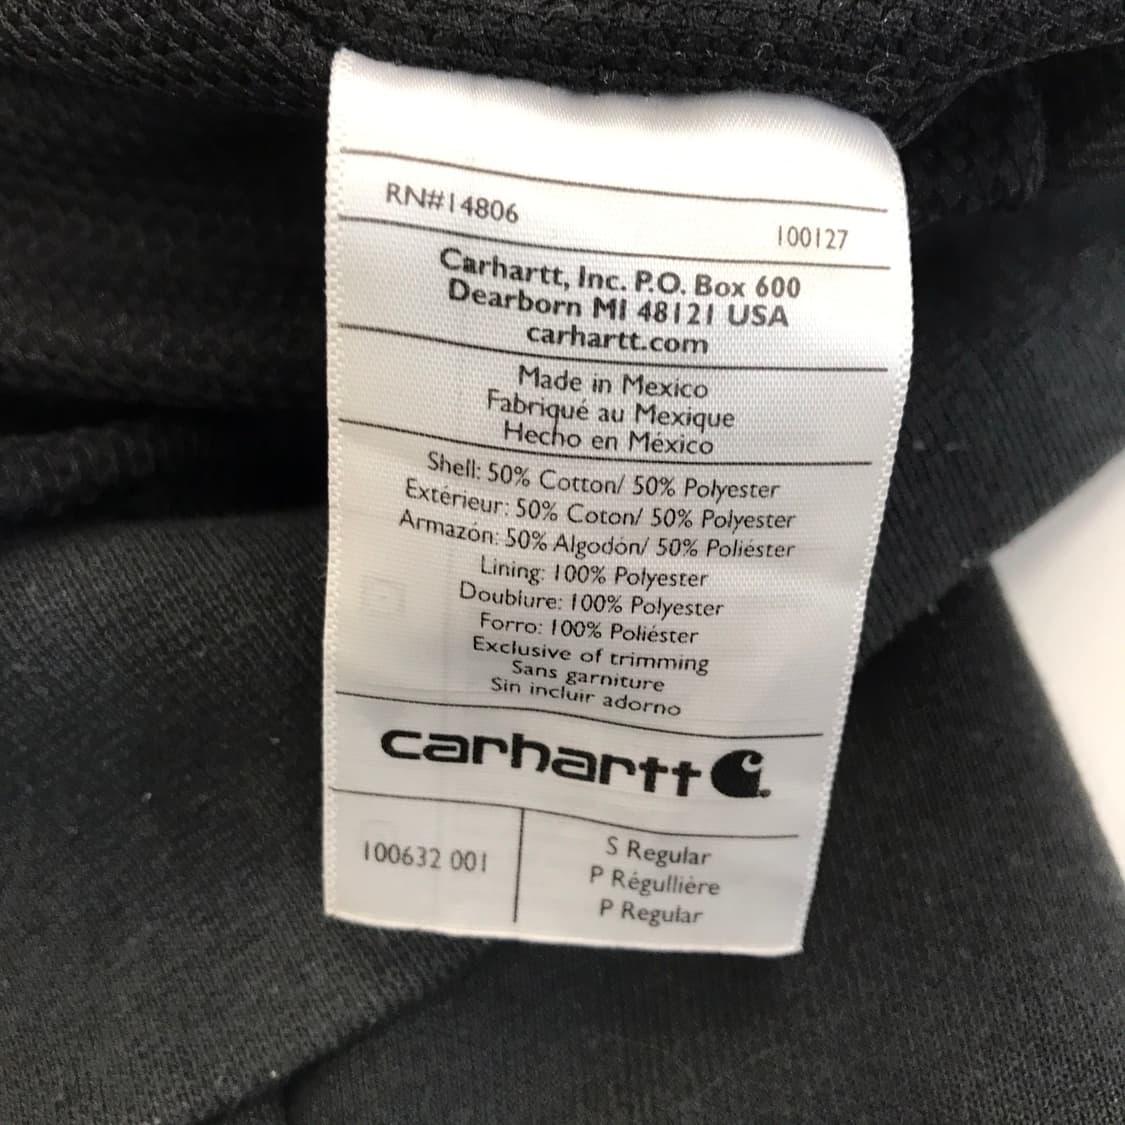 RN#14806
100127
Carhartt, Inc. P.O. Box 600
Dearborn MI 48121 USA
carhartt.com
Made in Mexico
Fabriqué au Mexique
Hecho en México
Shell: 50% Cotton/ 50% Polyester
Extérieur: 50% Coton/ 50% Polyester
Armazón: 50% Algodón/ 50% Poliéster
Lining: 100% Polyester
Doublure: 100% Polyester
Forro: 100% Poliéster
Exclusive of trimming
Sans garniture
Sin incluir adorno
carhartt
100632 001
S Regular
P Régullière
P Regular